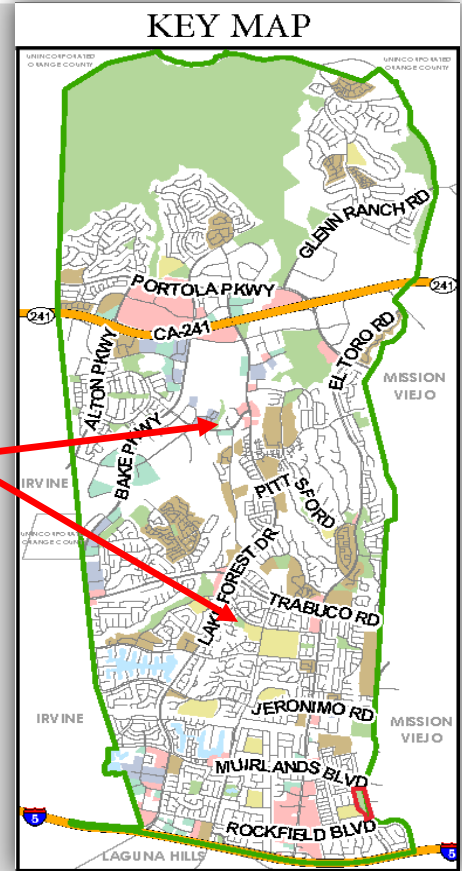 KEY MAP
UNINCORPORATED
ORANGE COUNTY
UNINCORPORATED
ORANGE COUNTY
GLENN RANCH RD
PORTOLA PKWY
241
241
CA-241
ALTON PKWY
EL TORO RD
MISSION
VIEJO
BAKE PKWY
IRVINE
PITTSFORD
UNINCORPORATED
ORANGE COUNTY
LAKE FOREST DR
TRABUCO RD
IRVINE
JERONIMO RD
MISSION
VIEJO
MUIRLANDS BLVD
5
ROCKFIELD BLVD
LAGUNA HILLS
5